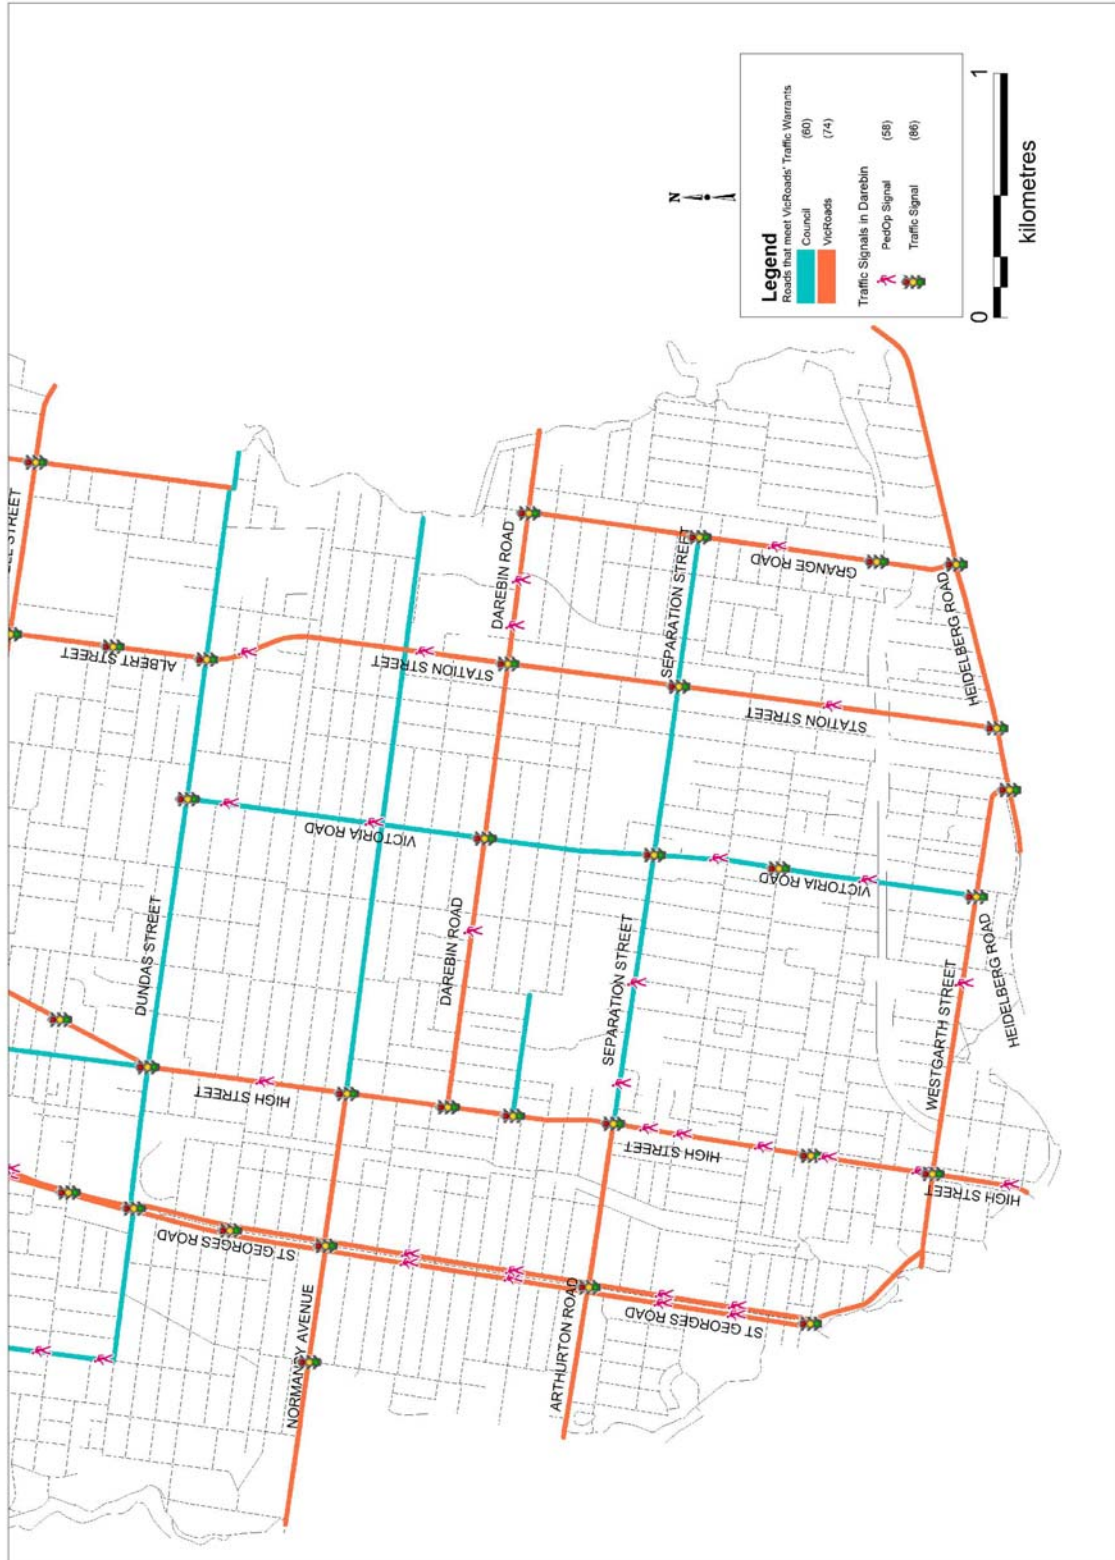 STREET
ALBERT STREET
DUNDAS STREET
STATION STREET
DAREBIN ROAD
VICTORIA ROAD
HIGH STREET
DAREBIN ROAD
ST GEORGES ROAD
NORMANBY AVENUE
SEPARATION STREET
GRANGE ROAD
SEPARATION STREET
STATION STREET
VICTORIA ROAD
HIGH STREET
ARTHURTON ROAD
ST GEORGES ROAD
HEIDELBERG ROAD
WESTGARTH STREET
HEIDELBERG ROAD
HIGH STREET
N
Legend
Roads that meet VicRoads' Traffic Warrants
Council (60)
VicRoads (74)
Traffic Signals in Darebin
PedOp Signal (58)
Traffic Signal (86)
0 1
kilometres